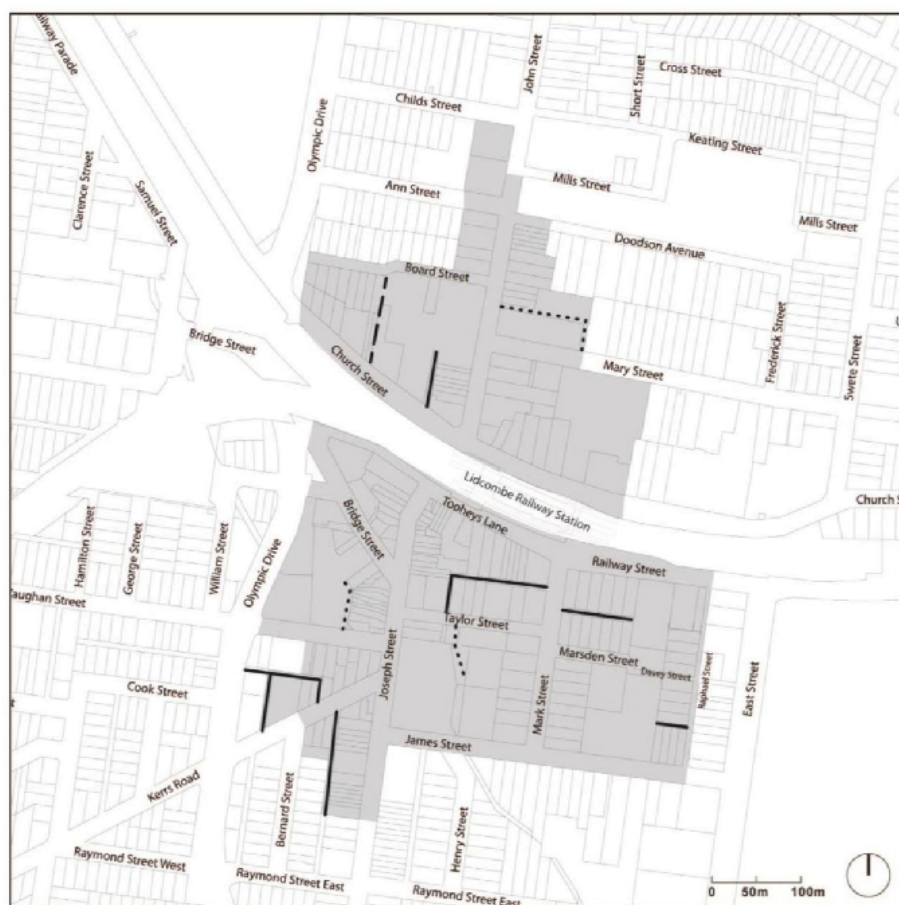 Railway Parade
John Street
Cross Street
Short Street
Childs Street
Olympic Drive
Keating Street
Clarence Street
Samuel Street
Ann Street
Mills Street
Mills Street
Doodson Avenue
Board Street
Bridge Street
Church Street
Mary Street
Frederick Street
Swete Street
Lidcombe Railway Station
Church S
Tooheys Lane
Bridge Street
Railway Street
Hamilton Street
George Street
William Street
Olympic Drive
aughan Street
Taylor Street
Marsden Street
Davey Street
Raphael Street
East Street
Joseph Street
Mark Street
Cook Street
James Street
Kerrs Road
Bernard Street
Henry Street
Raymond Street West
Raymond Street East
Raymond Street East
0 50m 100m